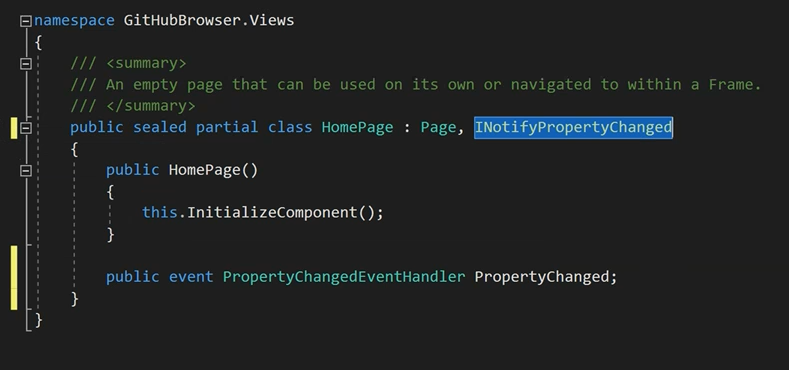 namespace GitHubBrowser.Views
{
/// <summary>
/// An empty page that can be used on its own or navigated to within a Frame.
/// </summary>
public sealed partial class HomePage : Page, INotifyPropertyChanged
{
public HomePage()
{
this.InitializeComponent();
}
public event PropertyChangedEventHandler PropertyChanged;
}
}